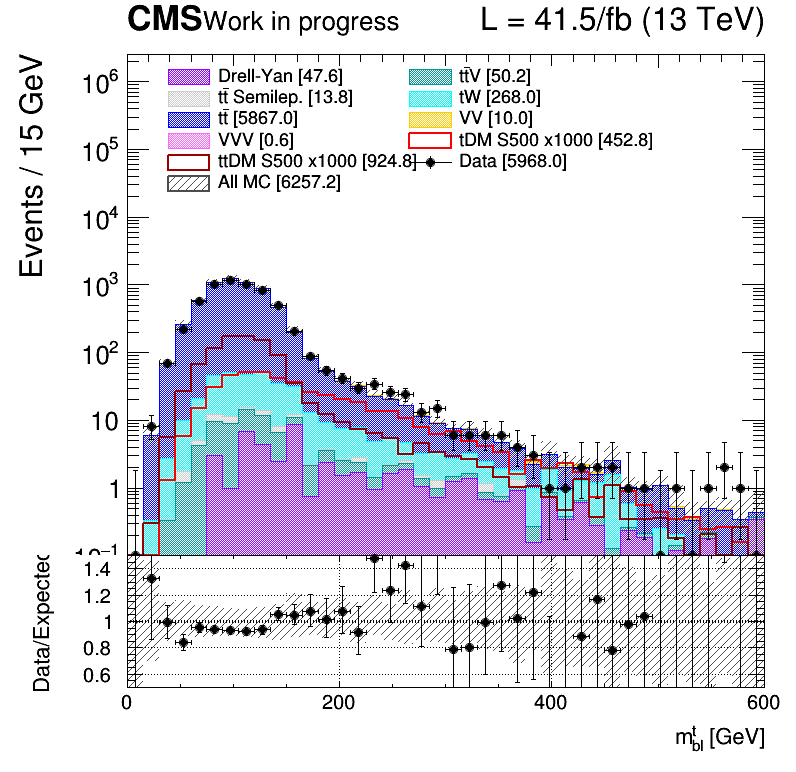 CMS Work in progress L = 41.5/fb (13 TeV)
Events / 15 GeV
10⁶
10⁵
10⁴
10³
10²
10
1
10⁻¹
Drell-Yan [47.6]
tt̄V [50.2]
tt̄ Semilep. [13.8]
tW [268.0]
tt̄ [5867.0]
VV [10.0]
VVV [0.6]
tDM S500 x1000 [452.8]
ttDM S500 x1000 [924.8]
Data [5968.0]
All MC [6257.2]
Data/Expected
1.4
1.2
1
0.8
0.6
0 200 400 600
m^t_bl [GeV]